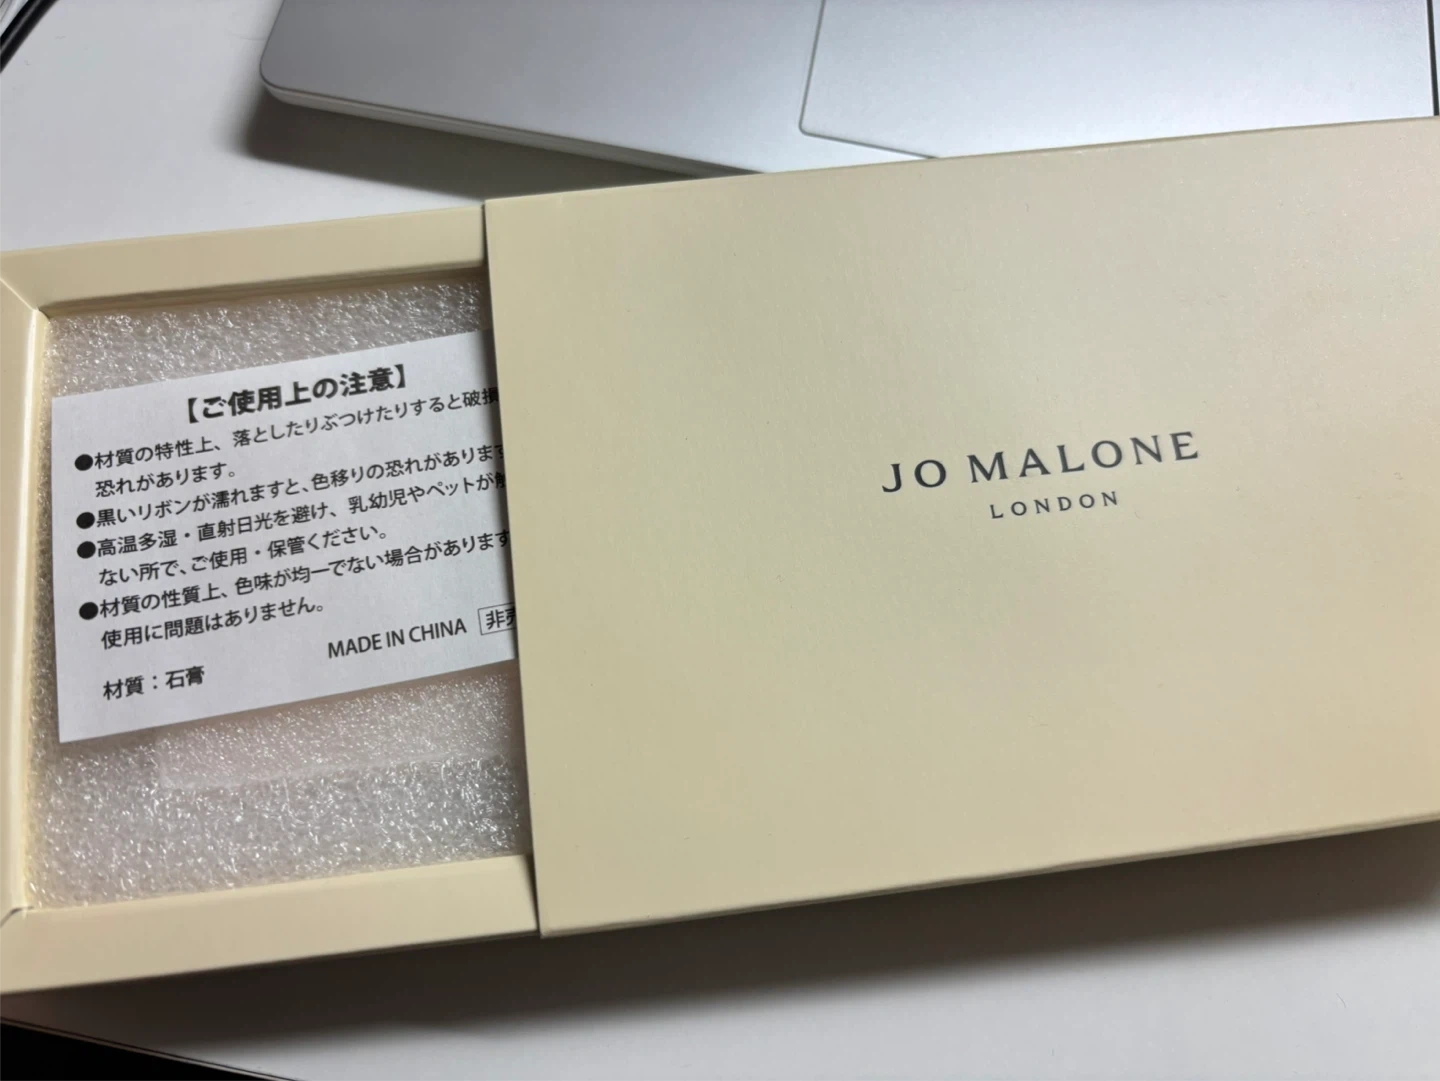 【ご使用上の注意】
●材質の特性上、落としたりぶつけたりすると破損
恐れがあります。
●黒いリボンが濡れますと、色移りの恐れがあります
●高温多湿・直射日光を避け、乳幼児やペットが触
ない所で、ご使用・保管ください。
●材質の性質上、色味が均一でない場合があります
使用に問題はありません。
MADE IN CHINA 非売
材質：石膏
JO MALONE
LONDON